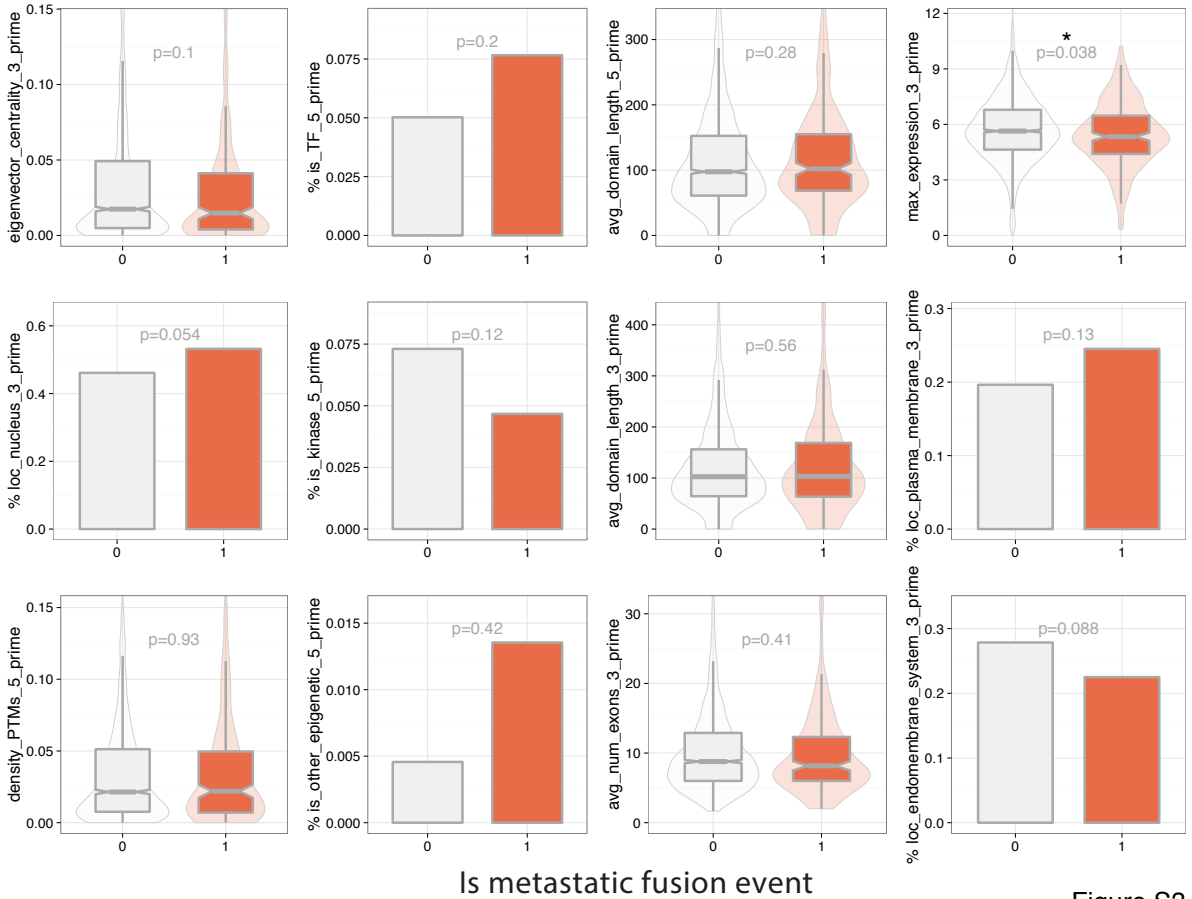 eigenvector_centrality_3_prime
0.15
0.10
0.05
0.00
p=0.1
0 1
% is_TF_5_prime
0.075
0.050
0.025
0.000
p=0.2
0 1
avg_domain_length_5_prime
300
200
100
0
p=0.28
0 1
max_expression_3_prime
12
9
6
3
0
*
p=0.038
0 1
% loc_nucleus_3_prime
0.6
0.4
0.2
0.0
p=0.054
0 1
% is_kinase_5_prime
0.075
0.050
0.025
0.000
p=0.12
0 1
avg_domain_length_3_prime
400
300
200
100
0
p=0.56
0 1
% loc_plasma_membrane_3_prime
0.3
0.2
0.1
0.0
p=0.13
0 1
density_PTMs_5_prime
0.15
0.10
0.05
0.00
p=0.93
0 1
% is_other_epigenetic_5_prime
0.015
0.010
0.005
0.000
p=0.42
0 1
avg_num_exons_3_prime
30
20
10
0
p=0.41
0 1
% loc_endomembrane_system_3_prime
0.3
0.2
0.1
0.0
p=0.088
0 1
Is metastatic fusion event